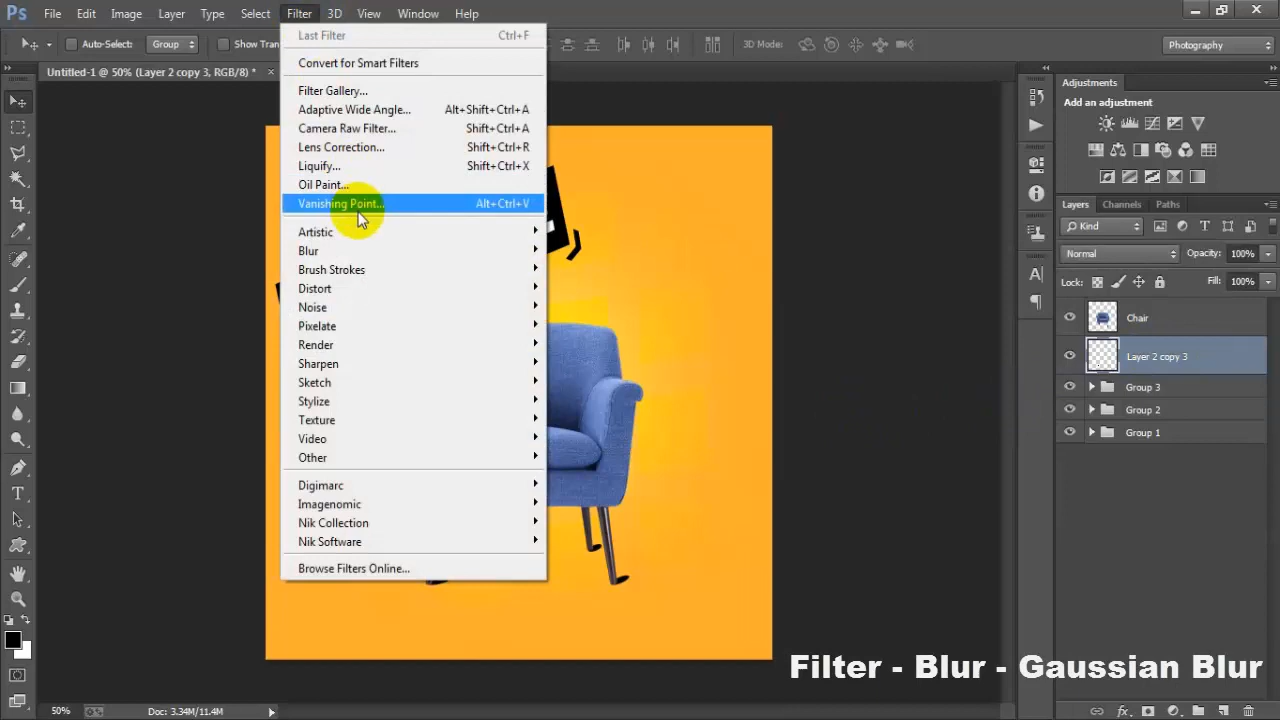 Ps File Edit Image Layer Type Select Filter 3D View Window Help
Auto-Select: Group Show Tran 3D Mode: Photography
Untitled-1 @ 50% (Layer 2 copy 3, RGB/8) * ×
Last Filter Ctrl+F
Convert for Smart Filters
Filter Gallery...
Adaptive Wide Angle... Alt+Shift+Ctrl+A
Camera Raw Filter... Shift+Ctrl+A
Lens Correction... Shift+Ctrl+R
Liquify... Shift+Ctrl+X
Oil Paint...
Vanishing Point... Alt+Ctrl+V
Artistic
Blur
Brush Strokes
Distort
Noise
Pixelate
Render
Sharpen
Sketch
Stylize
Texture
Video
Other
Digimarc
Imagenomic
Nik Collection
Nik Software
Browse Filters Online...
Adjustments
Add an adjustment
Layers Channels Paths
Kind
Normal Opacity: 100%
Lock: Fill: 100%
Chair
Layer 2 copy 3
Group 3
Group 2
Group 1
Filter - Blur - Gaussian Blur
50% Doc: 3.34M/11.4M